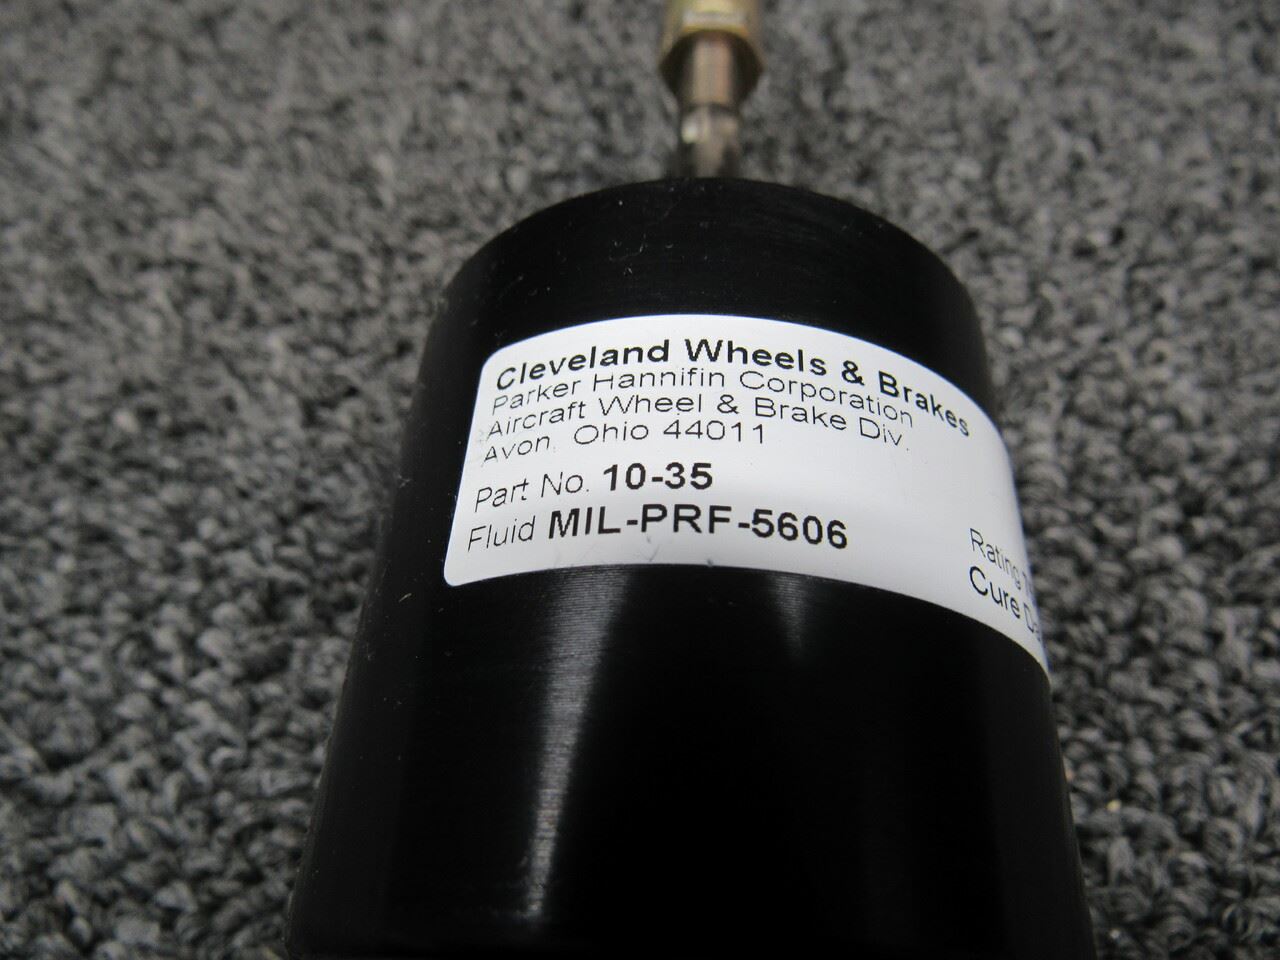 Cleveland Wheels & Brakes
Parker Hannifin Corporation
Aircraft Wheel & Brake Div.
Avon, Ohio 44011
Part No. 10-35
Fluid MIL-PRF-5606
Rating
Cure